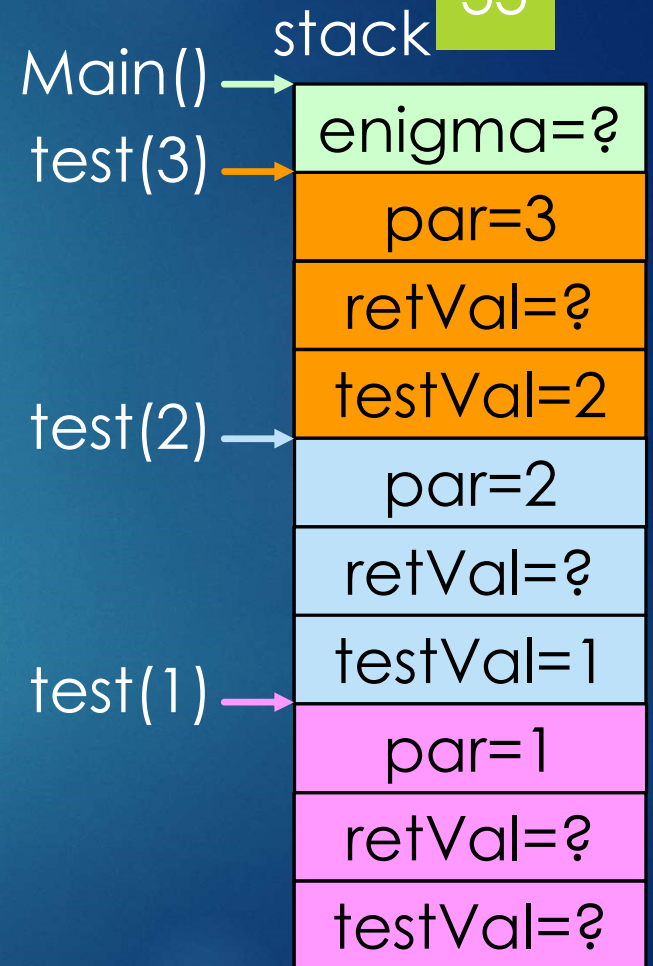 stack
Main()
enigma=?
test(3)
par=3
retVal=?
testVal=2
test(2)
par=2
retVal=?
testVal=1
test(1)
par=1
retVal=?
testVal=?